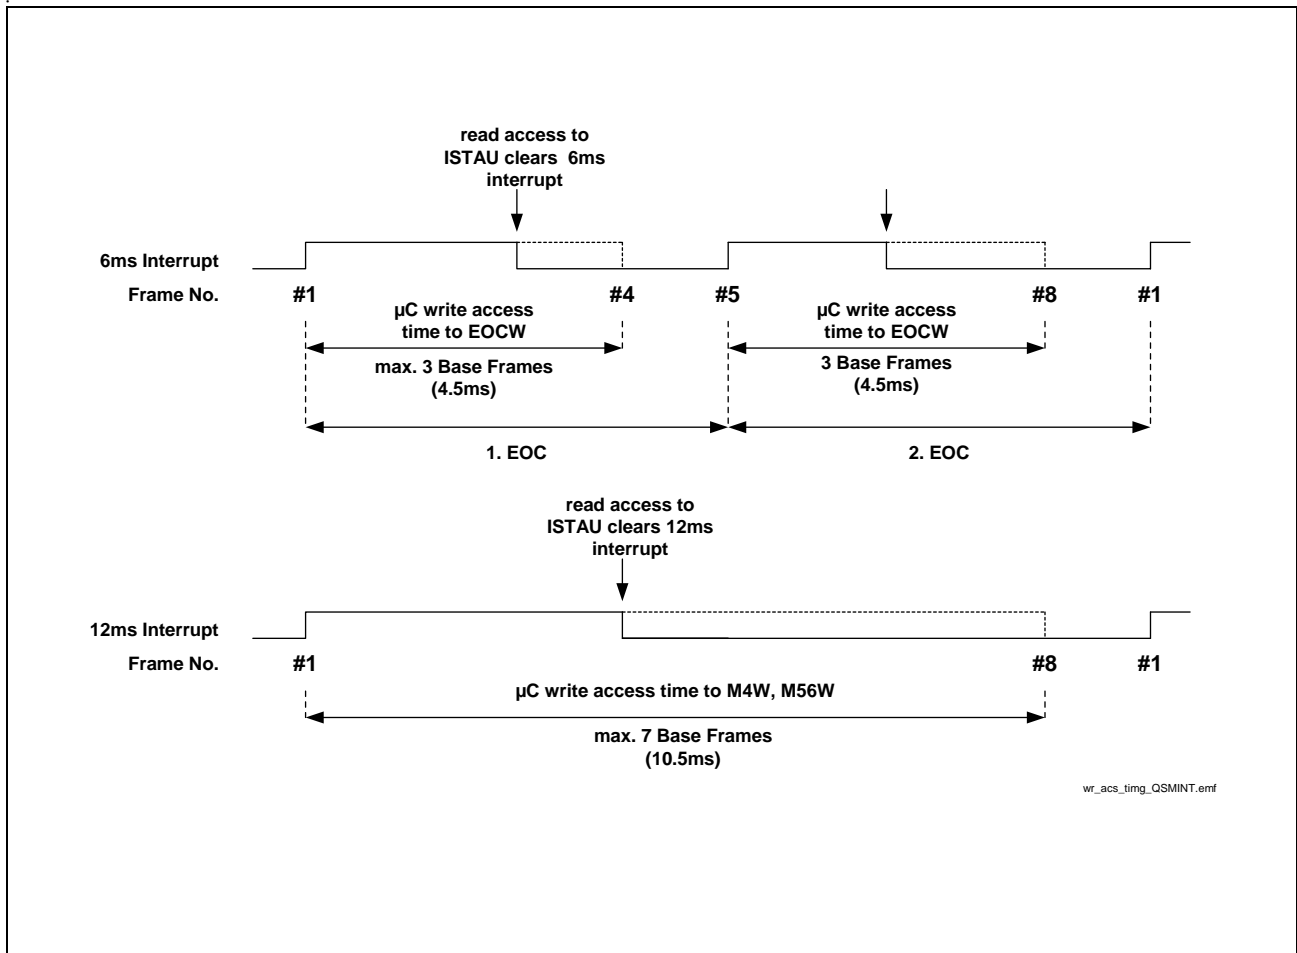 read access to
ISTAU clears 6ms
interrupt
6ms Interrupt
Frame No.
#1
#4
#5
#8
#1
µC write access
time to EOCW
µC write access
time to EOCW
max. 3 Base Frames
(4.5ms)
3 Base Frames
(4.5ms)
1. EOC
2. EOC
read access to
ISTAU clears 12ms
interrupt
12ms Interrupt
Frame No.
#1
#8
#1
µC write access time to M4W, M56W
max. 7 Base Frames
(10.5ms)
wr_acs_timg_QSMINT.emf